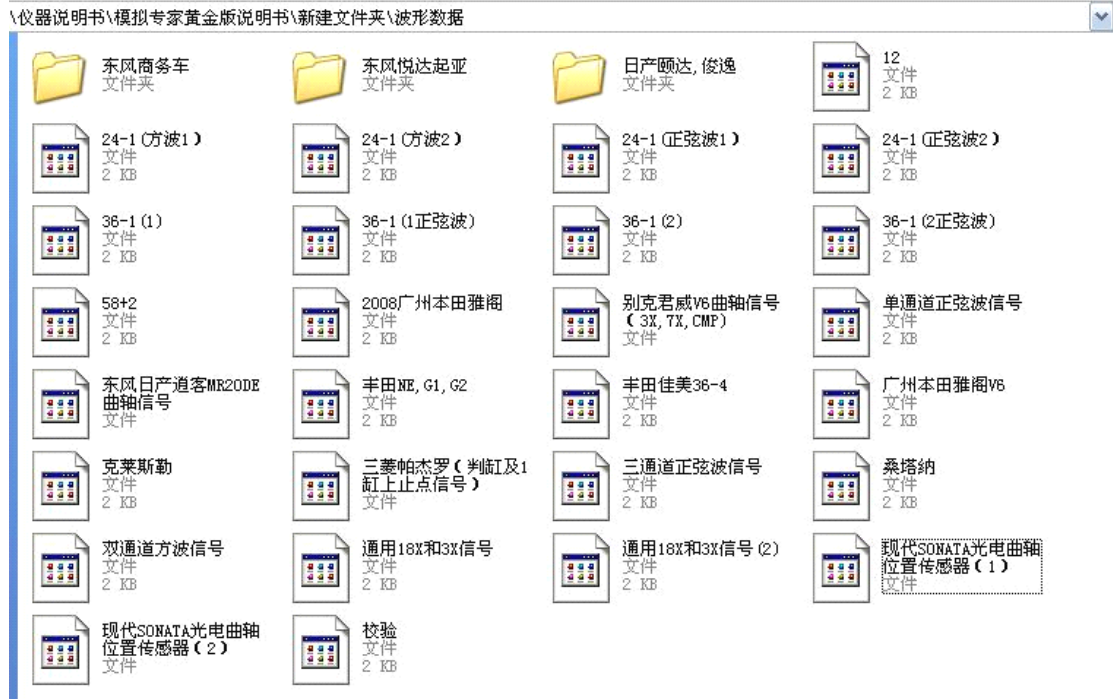 \仪器说明书\模拟专家黄金版说明书\新建文件夹\波形数据
东风商务车
文件夹
东风悦达起亚
文件夹
日产颐达,俊逸
文件夹
12
文件
2 KB
24-1(方波1)
文件
2 KB
24-1(方波2)
文件
2 KB
24-1(正弦波1)
文件
2 KB
24-1(正弦波2)
文件
2 KB
36-1(1)
文件
2 KB
36-1(1正弦波)
文件
2 KB
36-1(2)
文件
2 KB
36-1(2正弦波)
文件
2 KB
58+2
文件
2 KB
2008广州本田雅阁
文件
2 KB
别克君威V6曲轴信号
(3X,7X,CMP)
文件
单通道正弦波信号
文件
2 KB
东风日产道客MR20DE
曲轴信号
文件
丰田NE,G1,G2
文件
2 KB
丰田佳美36-4
文件
2 KB
广州本田雅阁V6
文件
2 KB
克莱斯勒
文件
2 KB
三菱帕杰罗(判缸及1
缸上止点信号)
文件
三通道正弦波信号
文件
2 KB
桑塔纳
文件
2 KB
双通道方波信号
文件
2 KB
通用18X和3X信号
文件
2 KB
通用18X和3X信号(2)
文件
2 KB
现代SONATA光电曲轴
位置传感器(1)
文件
现代SONATA光电曲轴
位置传感器(2)
文件
校验
文件
2 KB